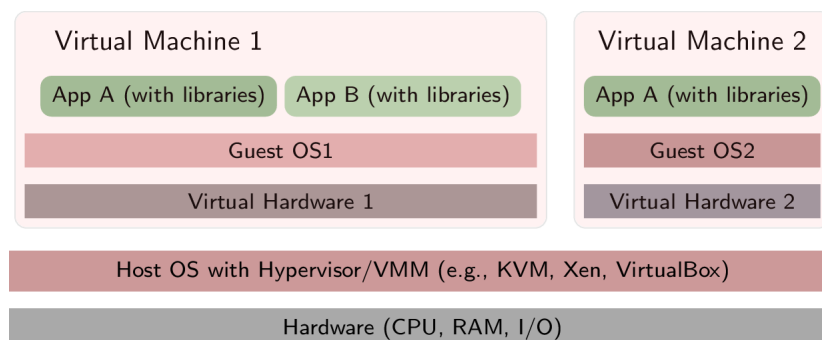 Virtual Machine 1
Virtual Machine 2
App A (with libraries)
App B (with libraries)
App A (with libraries)
Guest OS1
Guest OS2
Virtual Hardware 1
Virtual Hardware 2
Host OS with Hypervisor/VMM (e.g., KVM, Xen, VirtualBox)
Hardware (CPU, RAM, I/O)